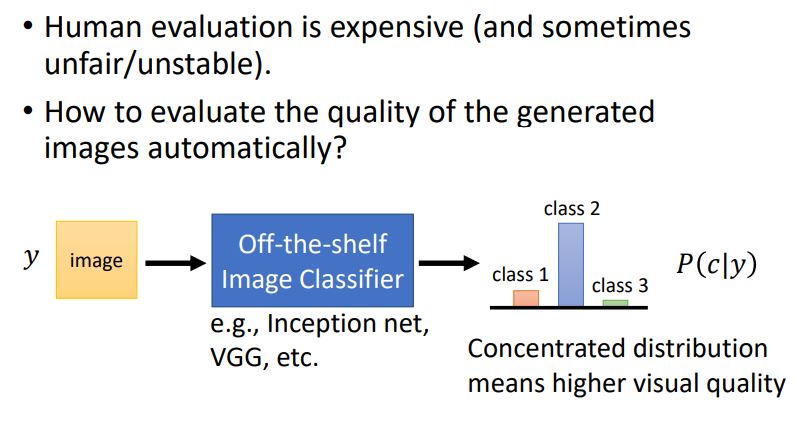 • Human evaluation is expensive (and sometimes
unfair/unstable).
• How to evaluate the quality of the generated
images automatically?
y
image
Off-the-shelf
Image Classifier
e.g., Inception net,
VGG, etc.
class 1
class 2
class 3
P(c|y)
Concentrated distribution
means higher visual quality